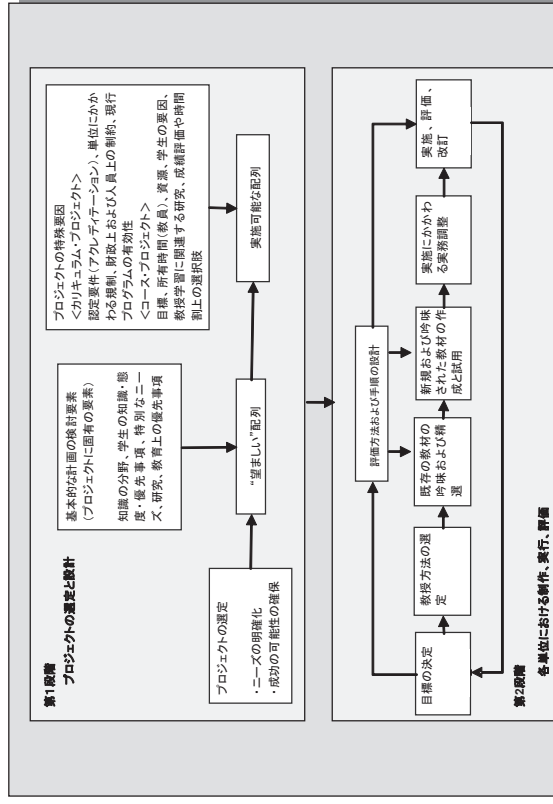 第1段階
プロジェクトの選定と設計
プロジェクトの選定
・ニーズの明確化
・成功の可能性の確保
基本的な計画の検討要素
(プロジェクトに固有の要素)
知識の分野、学生の知識・態
度・優先事項、特別なニー
ズ、研究、教育上の優先事項
“望ましい”配列
プロジェクトの特殊要因
<カリキュラム・プロジェクト>
認定要件(アクレディテーション)、単位にかか
わる規制、財政上および人員上の制約、現行
プログラムの有効性
<コース・プロジェクト>
目標、所有時間(教員)、資源、学生の要因、
教授学習に関連する研究、成績評価や時間
割上の選択肢
実施可能な配列
評価方法および手順の設計
目標の決定
教授方法の選
定
既存の教材の
吟味および精
選
新規および吟味
された教材の作
成と試用
実施にかかわ
る実務調整
実施、評価、
改訂
第2段階
各単位における制作、実行、評価